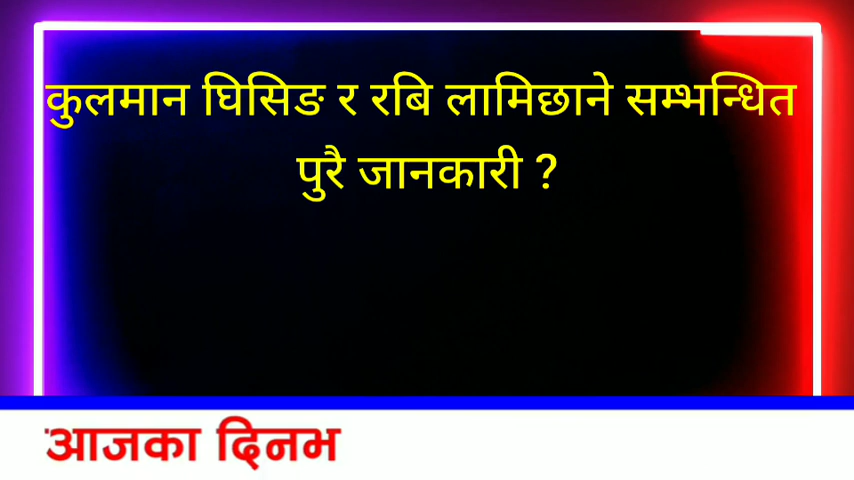 कुलमान घिसिङ र रबि लामिछाने सम्भन्धित
पुरै जानकारी ?
आजका दिनभ